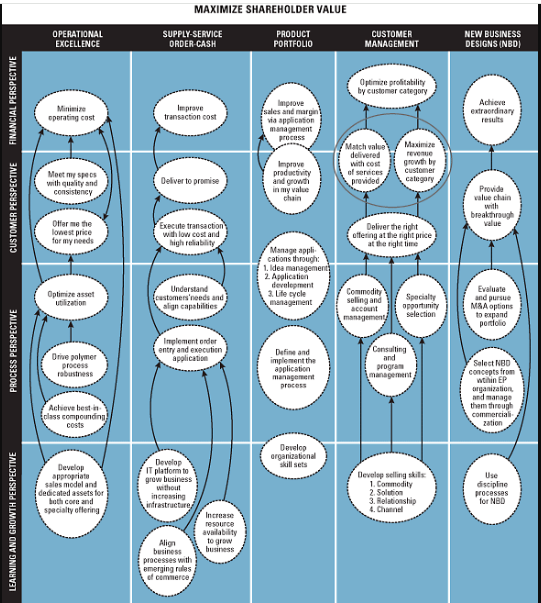 MAXIMIZE SHAREHOLDER VALUE
OPERATIONAL
EXCELLENCE
SUPPLY-SERVICE
ORDER-CASH
PRODUCT
PORTFOLIO
CUSTOMER
MANAGEMENT
NEW BUSINESS
DESIGNS (NBD)
FINANCIAL PERSPECTIVE
Minimize
operating cost
Improve
transaction cost
Improve
sales and margin
via application
management
process
Optimize profitability
by customer category
Match value
delivered
with cost
of services
provided
Maximize
revenue
growth by
customer
category
Achieve
extraordinary
results
CUSTOMER PERSPECTIVE
Meet my specs
with quality and
consistency
Offer me the
lowest price
for my needs
Deliver to promise
Execute transaction
with low cost and
high reliability
Improve
productivity
and growth
in my value
chain
Deliver the right
offering at the right price
at the right time
Provide
value chain
with
breakthrough
value
PROCESS PERSPECTIVE
Optimize asset
utilization
Drive polymer
process
robustness
Achieve best-in-
class compounding
costs
Understand
customers'needs and
align capabilities
Implement order
entry and execution
application
Manage appli-
cations through:
1. Idea management
2. Application
development
3. Life cycle
management
Define and
implement the
application
management
process
Commodity
selling and
account
management
Specialty
opportunity
selection
Consulting
and
program
management
Evaluate
and pursue
M&A options
to expand
portfolio
Select NBD
concepts from
wtihin EP
organization,
and manage
them through
commerciali-
zation
LEARNING AND GROWTH PERSPECTIVE
Develop
appropriate
sales model and
dedicated assets for
both core and
specialty offering
Develop
IT platform to
grow business
without
increasing
infrastructure
Align
business
processes with
emerging rules
of commerce
Increase
resource
availability
to grow
business
Develop
organizational
skill sets
Develop selling skills:
1. Commodity
2. Solution
3. Relationship
4. Channel
Use
discipline
processes
for NBD